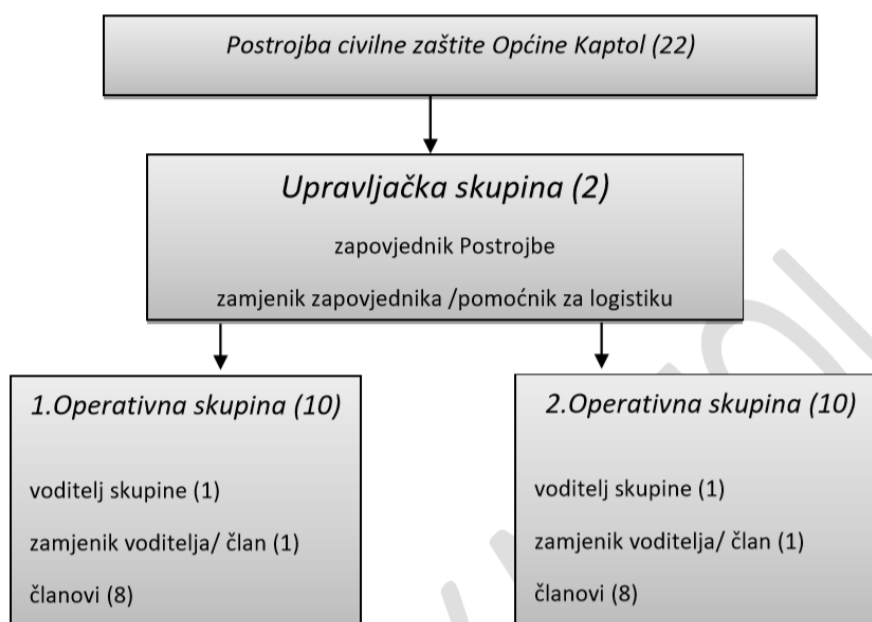 Postrojba civilne zaštite Općine Kaptol (22)
Upravljačka skupina (2)
zapovjednik Postrojbe
zamjenik zapovjednika /pomoćnik za logistiku
1.Operativna skupina (10)
voditelj skupine (1)
zamjenik voditelja/ član (1)
članovi (8)
2.Operativna skupina (10)
voditelj skupine (1)
zamjenik voditelja/ član (1)
članovi (8)